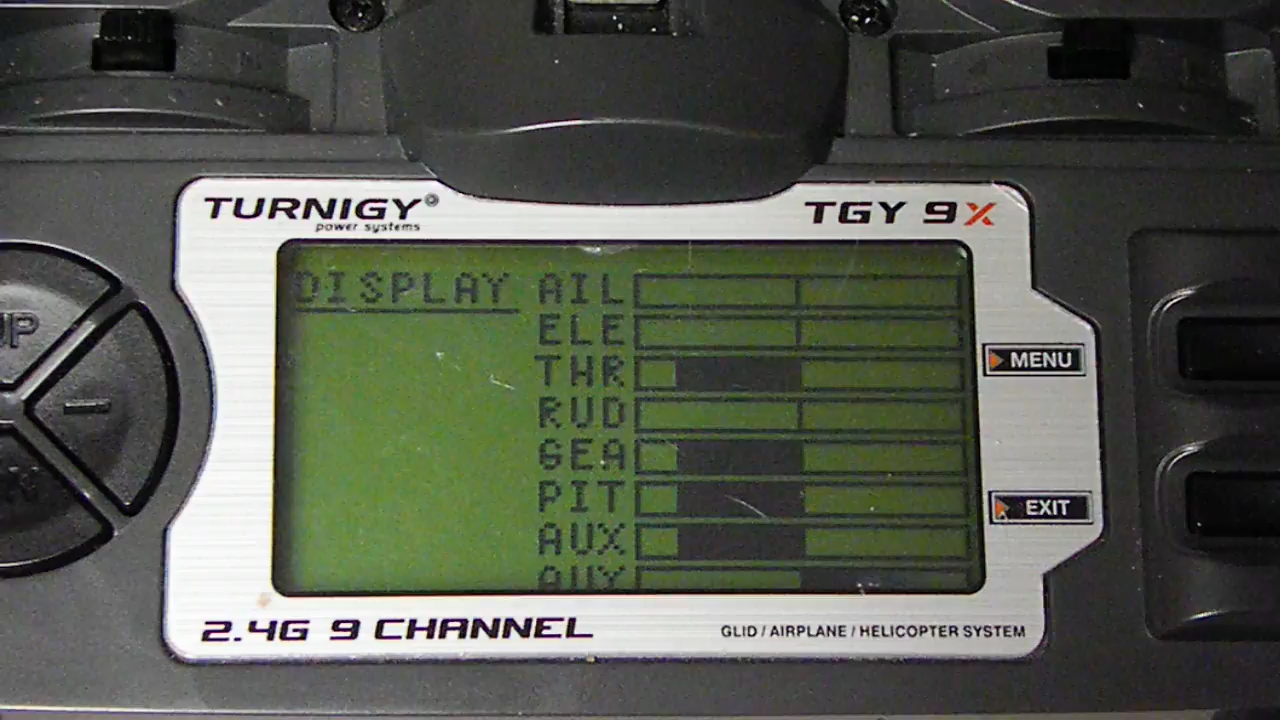 TURNIGY®
power systems
TGY 9X
DISPLAY AIL
ELE
THR
RUD
GEA
PIT
AUX
MENU
EXIT
2.4G 9 CHANNEL
GLID / AIRPLANE / HELICOPTER SYSTEM